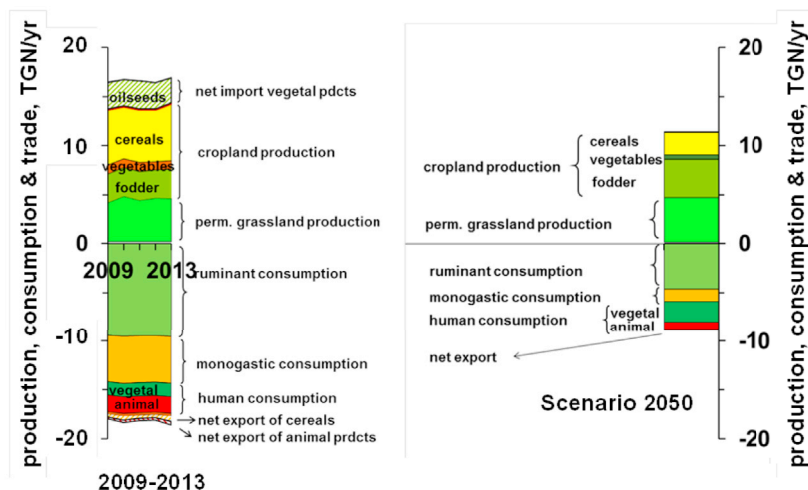 production, consumption & trade, TGN/yr
20
10
0
-10
-20
oilseeds
cereals
vegetables
fodder
2009 2013
vegetal
animal
net import vegetal pdcts
cropland production
perm. grassland production
ruminant consumption
monogastic consumption
human consumption
net export of cereals
net export of animal prdcts
2009-2013
cropland production
cereals
vegetables
fodder
perm. grassland production
ruminant consumption
monogastic consumption
human consumption
vegetal
animal
net export
Scenario 2050
20
10
0
-10
-20
production, consumption & trade, TGN/yr